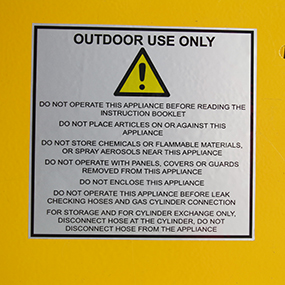 OUTDOOR USE ONLY
DO NOT OPERATE THIS APPLIANCE BEFORE READING THE
INSTRUCTION BOOKLET
DO NOT PLACE ARTICLES ON OR AGAINST THIS
APPLIANCE
DO NOT STORE CHEMICALS OR FLAMMABLE MATERIALS,
OR SPRAY AEROSOLS NEAR THIS APPLIANCE
DO NOT OPERATE WITH PANELS, COVERS OR GUARDS
REMOVED FROM THIS APPLIANCE
DO NOT ENCLOSE THIS APPLIANCE
DO NOT OPERATE THIS APPLIANCE BEFORE LEAK
CHECKING HOSES AND GAS CYLINDER CONNECTION
FOR STORAGE AND FOR CYLINDER EXCHANGE ONLY,
DISCONNECT HOSE AT THE CYLINDER, DO NOT
DISCONNECT HOSE FROM THE APPLIANCE